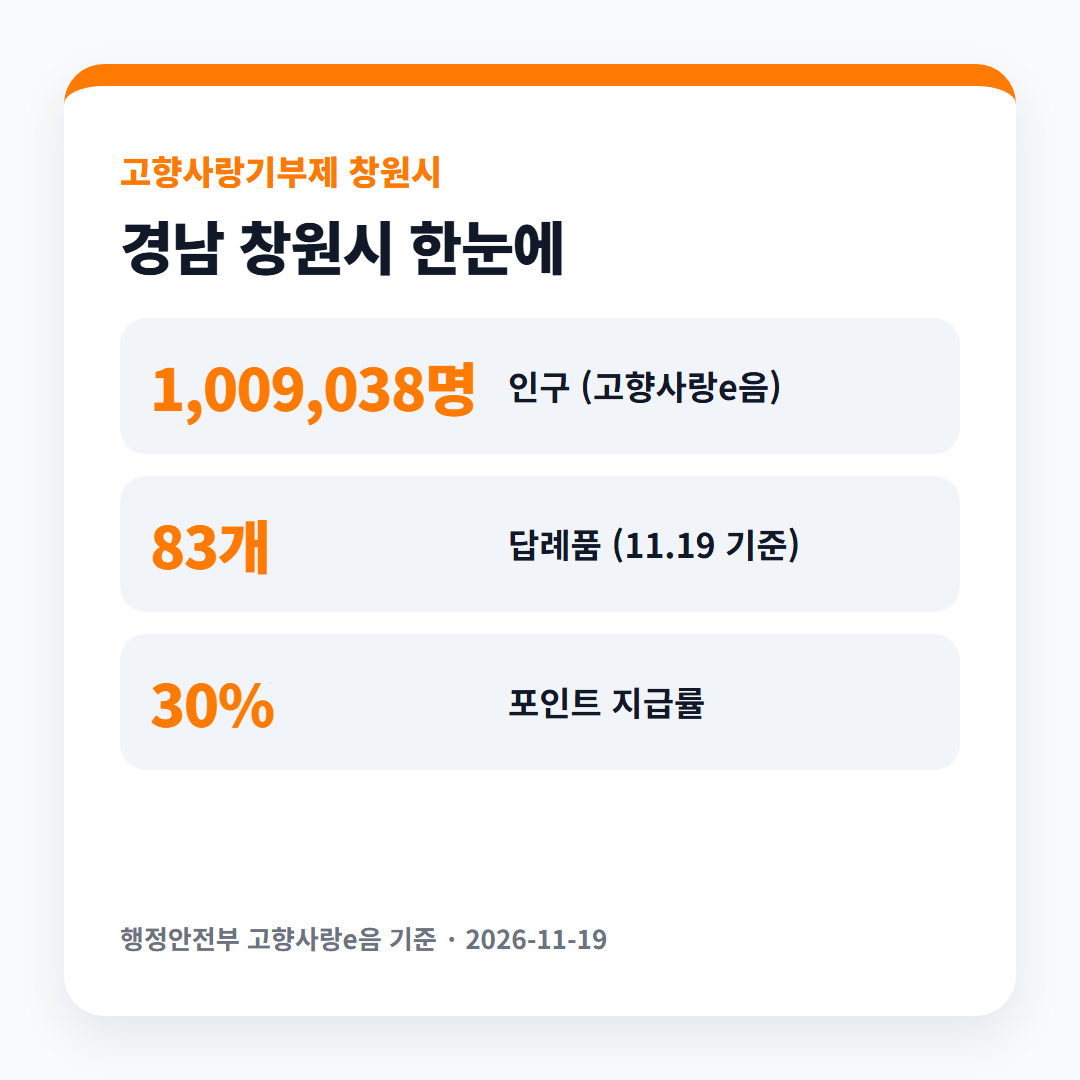 고향사랑기부제 창원시
경남 창원시 한눈에
1,009,038명 인구 (고향사랑e음)
83개 답례품 (11.19 기준)
30% 포인트 지급률
행정안전부 고향사랑e음 기준 · 2026-11-19